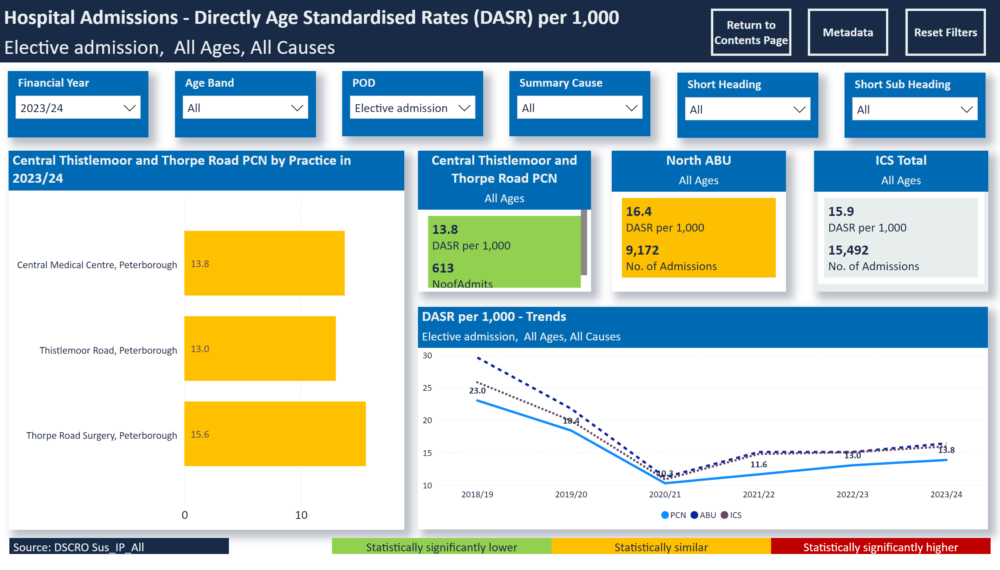 Hospital Admissions - Directly Age Standardised Rates (DASR) per 1,000
Elective admission,  All Ages, All Causes
Return to
Contents Page
Metadata
Reset Filters
Financial Year
2023/24
Age Band
All
POD
Elective admission
Summary Cause
All
Short Heading
All
Short Sub Heading
All
Central Thistlemoor and Thorpe Road PCN by Practice in
2023/24
Central Medical Centre, Peterborough
13.8
Thistlemoor Road, Peterborough
13.0
Thorpe Road Surgery, Peterborough
15.6
0
10
Central Thistlemoor and
Thorpe Road PCN
All Ages
13.8
DASR per 1,000
613
NoofAdmits
North ABU
All Ages
16.4
DASR per 1,000
9,172
No. of Admissions
ICS Total
All Ages
15.9
DASR per 1,000
15,492
No. of Admissions
DASR per 1,000 - Trends
Elective admission,  All Ages, All Causes
30
25
20
15
10
23.0
18.4
10.3
11.6
13.0
13.8
2018/19
2019/20
2020/21
2021/22
2022/23
2023/24
PCN
ABU
ICS
Source: DSCRO Sus_IP_All
Statistically significantly lower
Statistically similar
Statistically significantly higher